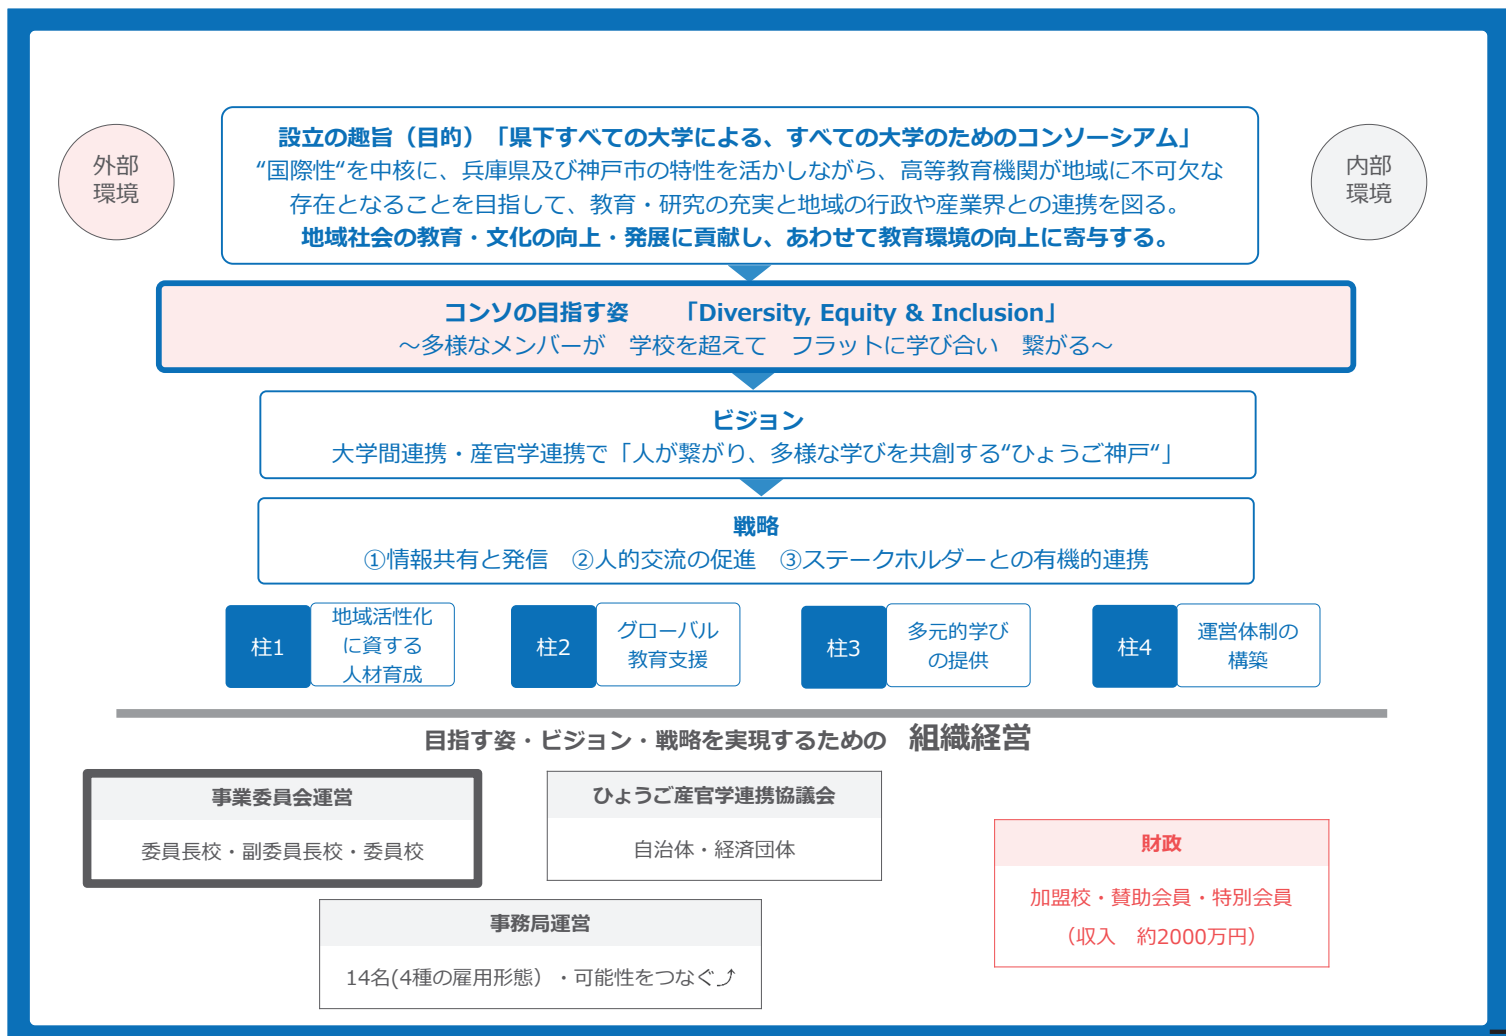 外部
環境
設立の趣旨（目的）「県下すべての大学による、すべての大学のためのコンソーシアム」
“国際性“を中核に、兵庫県及び神戸市の特性を活かしながら、高等教育機関が地域に不可欠な
存在となることを目指して、教育・研究の充実と地域の行政や産業界との連携を図る。
地域社会の教育・文化の向上・発展に貢献し、あわせて教育環境の向上に寄与する。
内部
環境
コンソの目指す姿　「Diversity, Equity & Inclusion」
～多様なメンバーが　学校を超えて　フラットに学び合い　繋がる～
ビジョン
大学間連携・産官学連携で「人が繋がり、多様な学びを共創する“ひょうご神戸“」
戦略
①情報共有と発信　②人的交流の促進　③ステークホルダーとの有機的連携
柱1
地域活性化
に資する
人材育成
柱2
グローバル
教育支援
柱3
多元的学び
の提供
柱4
運営体制の
構築
目指す姿・ビジョン・戦略を実現するための　組織経営
事業委員会運営
委員長校・副委員長校・委員校
ひょうご産官学連携協議会
自治体・経済団体
財政
加盟校・賛助会員・特別会員
（収入　約2000万円）
事務局運営
14名(4種の雇用形態）・可能性をつなぐ⤴